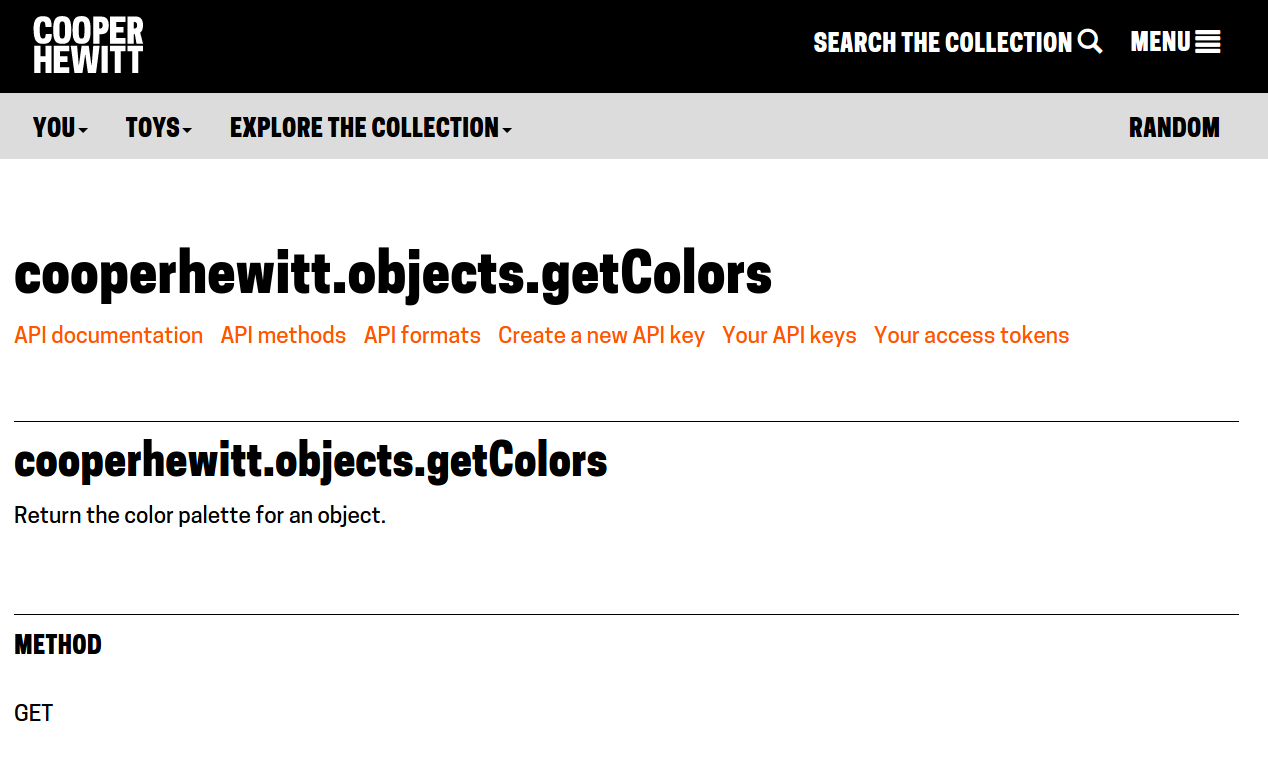 COOPER
HEWITT
SEARCH THE COLLECTION MENU
YOU TOYS EXPLORE THE COLLECTION RANDOM
cooperhewitt.objects.getColors
API documentation API methods API formats Create a new API key Your API keys Your access tokens
cooperhewitt.objects.getColors
Return the color palette for an object.
METHOD
GET